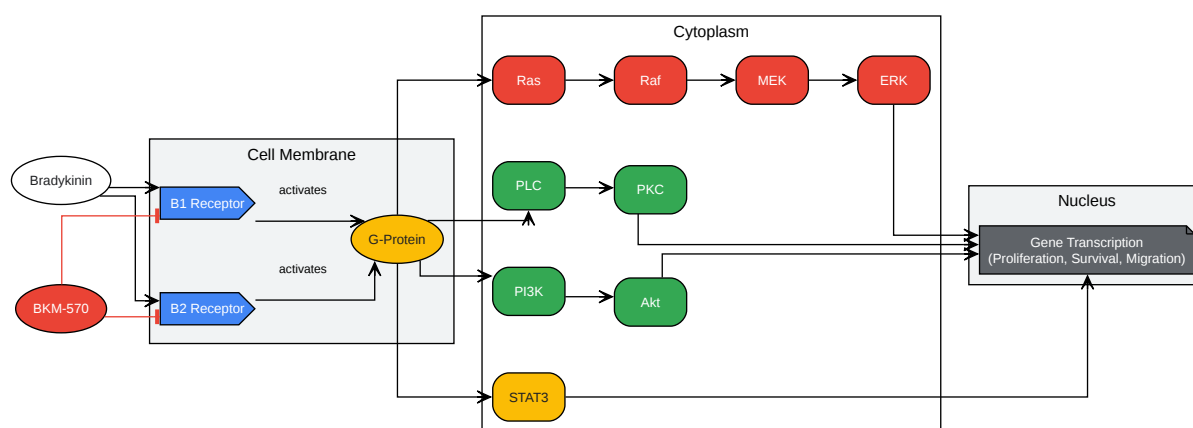 Cytoplasm
Ras
Raf
MEK
ERK
Cell Membrane
Bradykinin
B1 Receptor
activates
PLC
PKC
G-Protein
activates
BKM-570
B2 Receptor
PI3K
Akt
STAT3
Nucleus
Gene Transcription
(Proliferation, Survival, Migration)